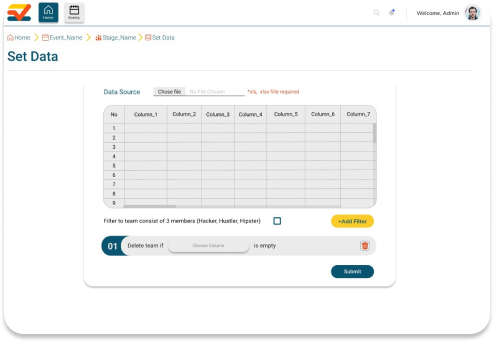 Home
Events
Welcome, Admin
Home > Event_Name > Stage_Name > Set Data
Set Data
Data Source Chose file No File Chosen *xls, xlsx fille required
No Column_1 Column_2 Column_3 Column_4 Column_5 Column_6 Column_7
1
2
3
4
5
6
7
8
9
Filter to team consist of 3 members (Hacker, Hustler, Hipster) +Add Filter
01 Delete team if Choose Column is empty
Submit